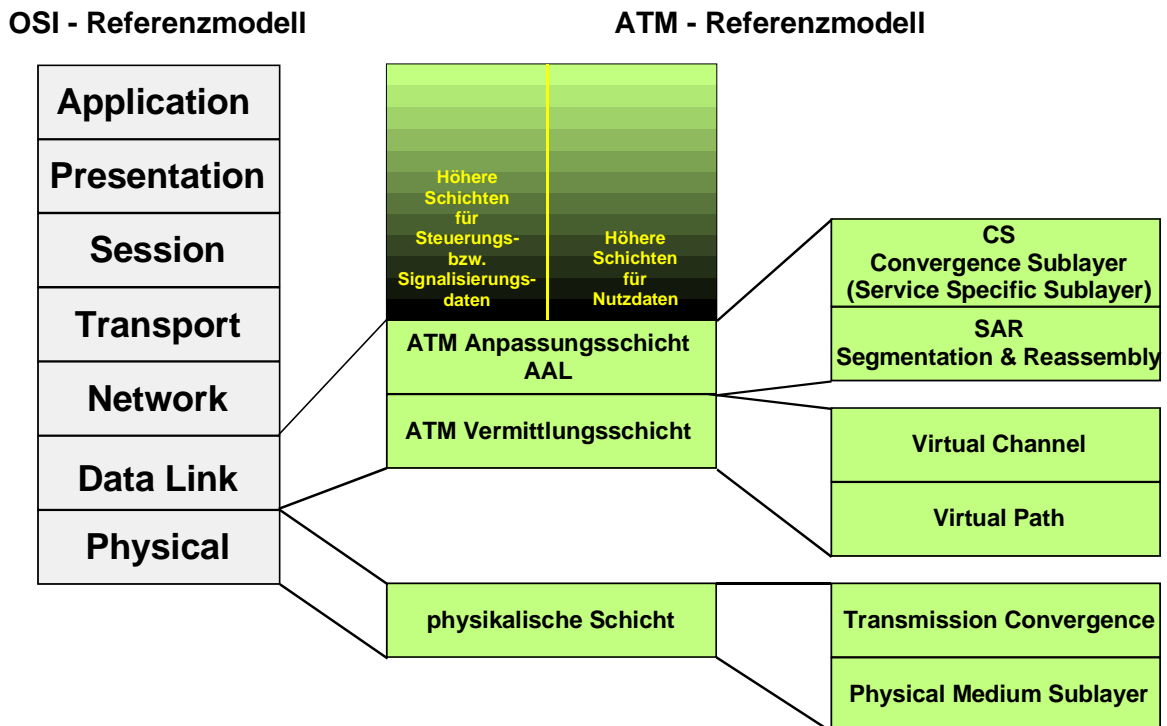 OSI - Referenzmodell
ATM - Referenzmodell
Application
Presentation
Session
Transport
Network
Data Link
Physical
Höhere
Schichten
für
Steuerungs-
bzw.
Signalisierungs-
daten
Höhere
Schichten
für
Nutzdaten
ATM Anpassungsschicht
AAL
ATM Vermittlungsschicht
physikalische Schicht
CS
Convergence Sublayer
(Service Specific Sublayer)
SAR
Segmentation & Reassembly
Virtual Channel
Virtual Path
Transmission Convergence
Physical Medium Sublayer